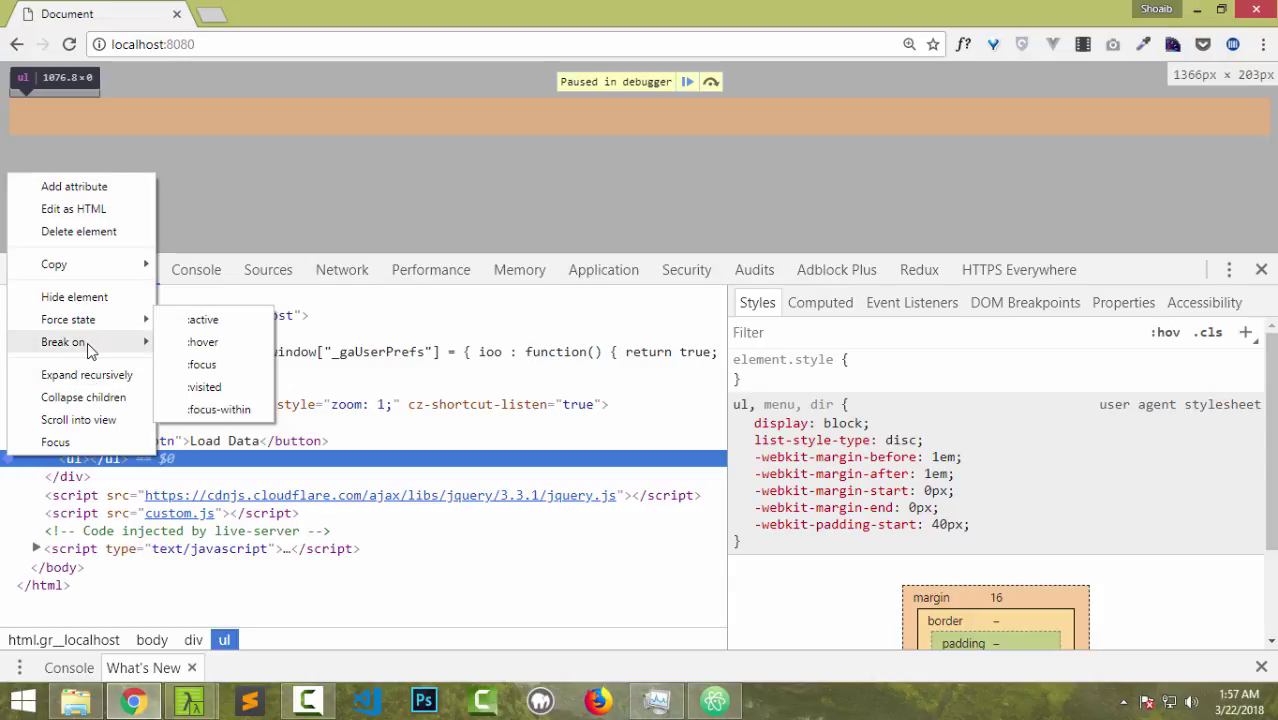 Document
Shoaib
localhost:8080
f?
ul 1076.8×0
Paused in debugger
1366px × 203px
Add attribute
Edit as HTML
Delete element
Copy
Hide element
Force state
Break on
Expand recursively
Collapse children
Scroll into view
Focus
:active
:hover
:focus
:visited
:focus-within
Console Sources Network Performance Memory Application Security Audits Adblock Plus Redux HTTPS Everywhere
ost">
window["_gaUserPrefs"] = { ioo : function() { return true;
style="zoom: 1;" cz-shortcut-listen="true">
tn">Load Data</button>
<ul></ul> == $0
</div>
<script src="https://cdnjs.cloudflare.com/ajax/libs/jquery/3.3.1/jquery.js"></script>
<script src="custom.js"></script>
<!-- Code injected by live-server -->
<script type="text/javascript">…</script>
</body>
</html>
html.gr__localhost body div ul
Styles Computed Event Listeners DOM Breakpoints Properties Accessibility
Filter :hov .cls
element.style {
}
ul, menu, dir { user agent stylesheet
display: block;
list-style-type: disc;
-webkit-margin-before: 1em;
-webkit-margin-after: 1em;
-webkit-margin-start: 0px;
-webkit-margin-end: 0px;
-webkit-padding-start: 40px;
}
margin 16
border –
padding –
Console What's New
Ps
1:57 AM
3/22/2018